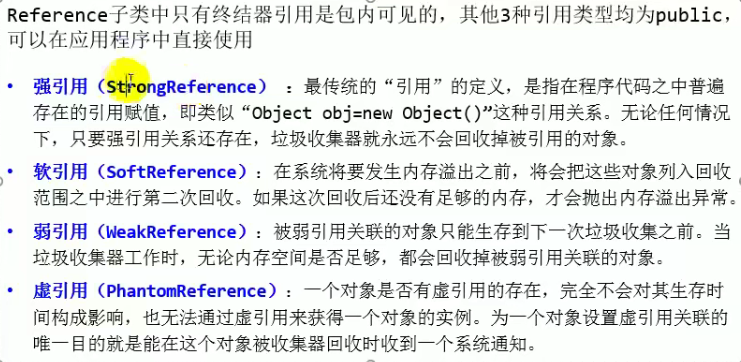 Reference子类中只有终结器引用是包内可见的，其他3种引用类型均为public，
可以在应用程序中直接使用
• 强引用（StrongReference）：最传统的“引用”的定义，是指在程序代码之中普遍
存在的引用赋值，即类似“Object obj=new Object()”这种引用关系。无论任何情况
下，只要强引用关系还存在，垃圾收集器就永远不会回收掉被引用的对象。
• 软引用（SoftReference）：在系统将要发生内存溢出之前，将会把这些对象列入回收
范围之中进行第二次回收。如果这次回收后还没有足够的内存，才会抛出内存溢出异常。
• 弱引用（WeakReference）：被弱引用关联的对象只能生存到下一次垃圾收集之前。当
垃圾收集器工作时，无论内存空间是否足够，都会回收掉被弱引用关联的对象。
• 虚引用（PhantomReference）：一个对象是否有虚引用的存在，完全不会对其生存时
间构成影响，也无法通过虚引用来获得一个对象的实例。为一个对象设置虚引用关联的
唯一目的就是能在这个对象被收集器回收时收到一个系统通知。